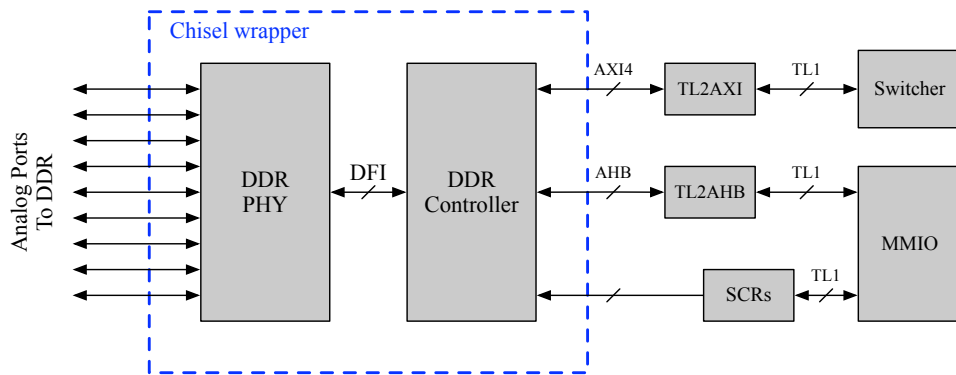 Chisel wrapper
Analog Ports
To DDR
DDR
PHY
DFI
DDR
Controller
AXI4
TL2AXI
TL1
Switcher
AHB
TL2AHB
TL1
MMIO
SCRs
TL1